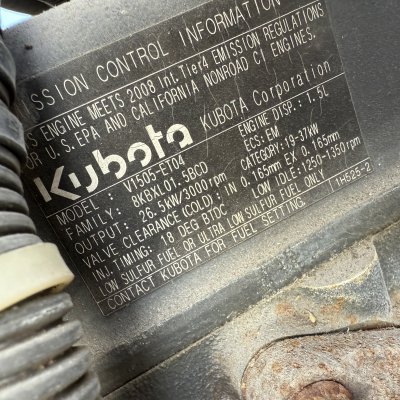 SSION CONTROL INFORMATION
S ENGINE MEETS 2008 Int. Tier4 EMISSION REGULATIONS
OR U.S. EPA AND CALIFORNIA NONROAD CI ENGINES.
Kubota KUBOTA Corporation
MODEL: V1505-ET04 ENGINE DISP.: 1.5L
FAMILY: 8KBXL01.5BCD ECS: EM
OUTPUT: 26.5kW/3000rpm CATEGORY: 19-37kW
VALVE CLEARANCE (COLD): IN 0.165mm EX 0.165mm
INJ. TIMING: 18 DEG BTDC LOW IDLE: 1250-1350rpm
LOW SULFUR FUEL OR ULTRA LOW SULFUR FUEL ONLY
CONTACT KUBOTA FOR FUEL SETTING. 1H525-2